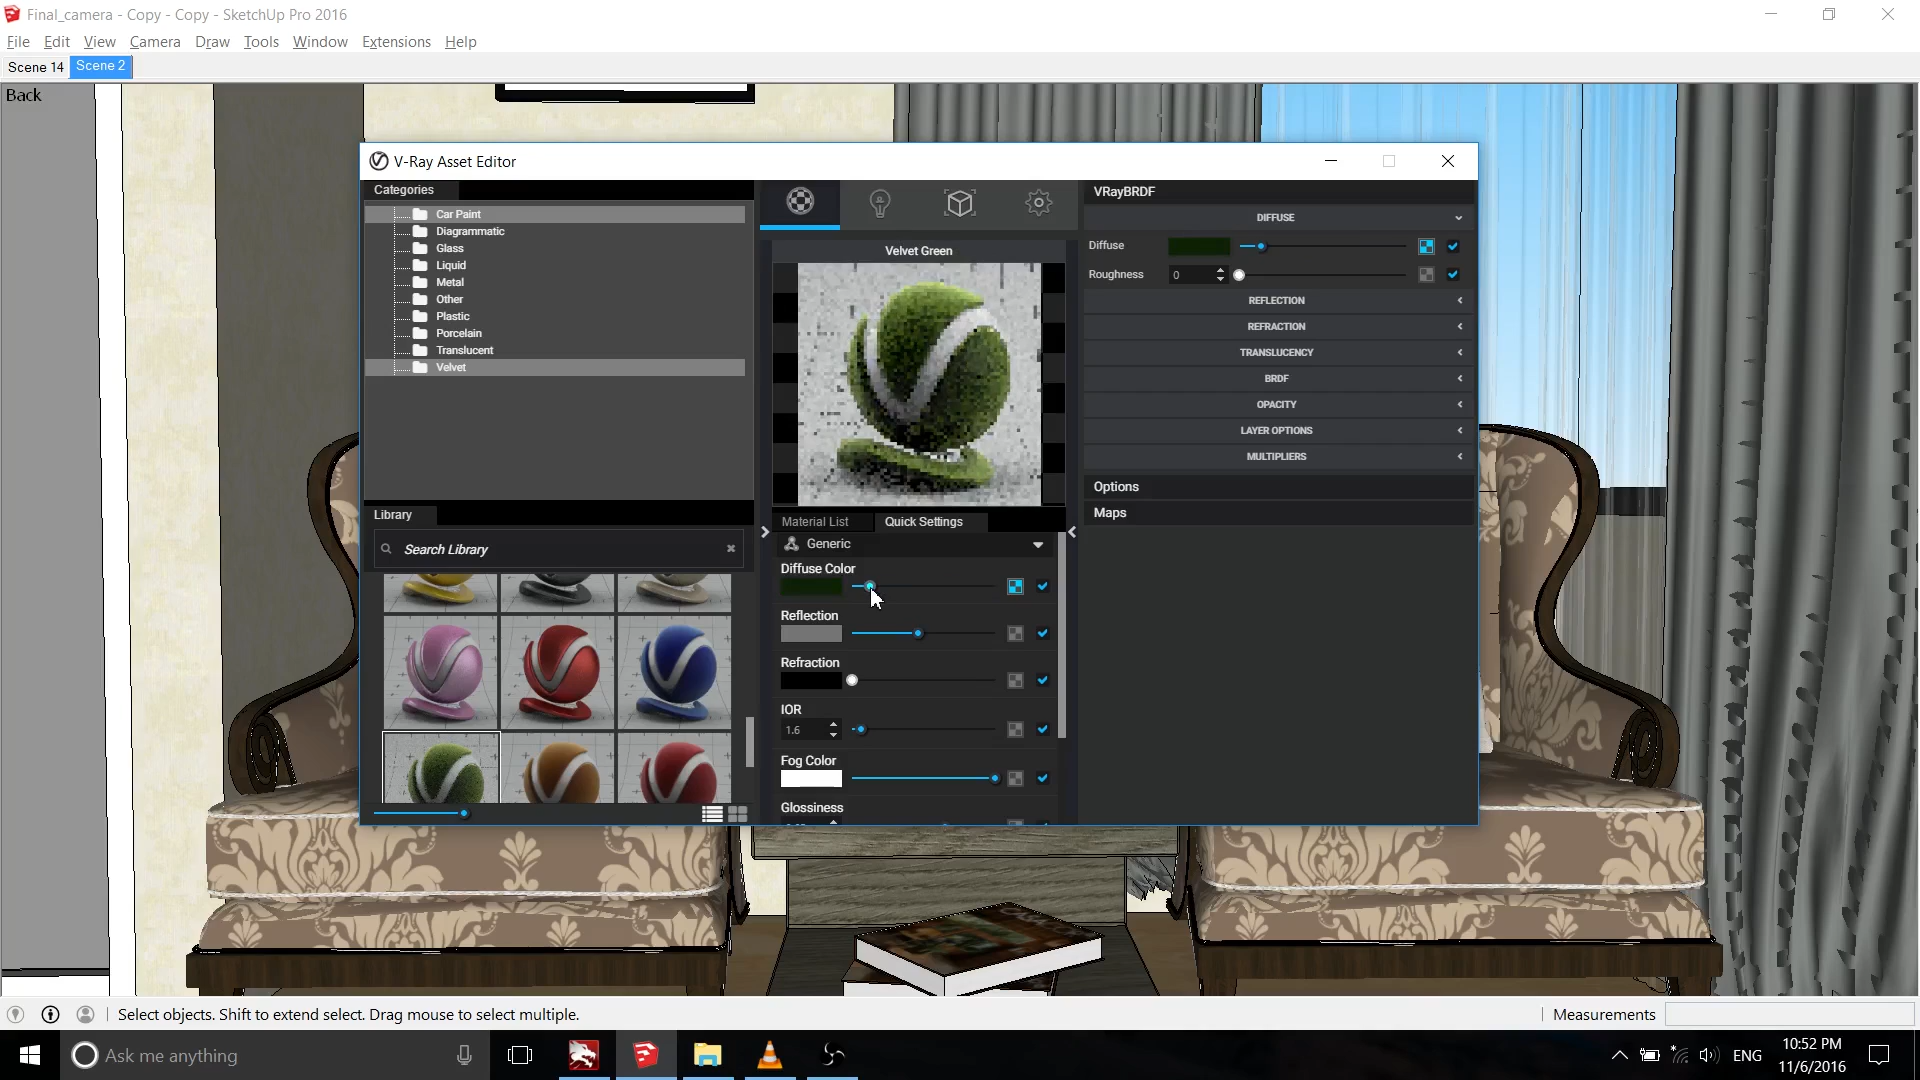 Final_camera - Copy - Copy - SketchUp Pro 2016
File Edit View Camera Draw Tools Window Extensions Help
Scene 14 Scene 2
Back
V-Ray Asset Editor
Categories
Car Paint
Diagrammatic
Glass
Liquid
Metal
Other
Plastic
Porcelain
Translucent
Velvet
Library
Search Library
Velvet Green
Material List Quick Settings
Generic
Diffuse Color
Reflection
Refraction
IOR
1.6
Fog Color
Glossiness
VRayBRDF
DIFFUSE
Diffuse
Roughness 0
REFLECTION
REFRACTION
TRANSLUCENCY
BRDF
OPACITY
LAYER OPTIONS
MULTIPLIERS
Options
Maps
Select objects. Shift to extend select. Drag mouse to select multiple.
Measurements
Ask me anything
ENG
10:52 PM
11/6/2016